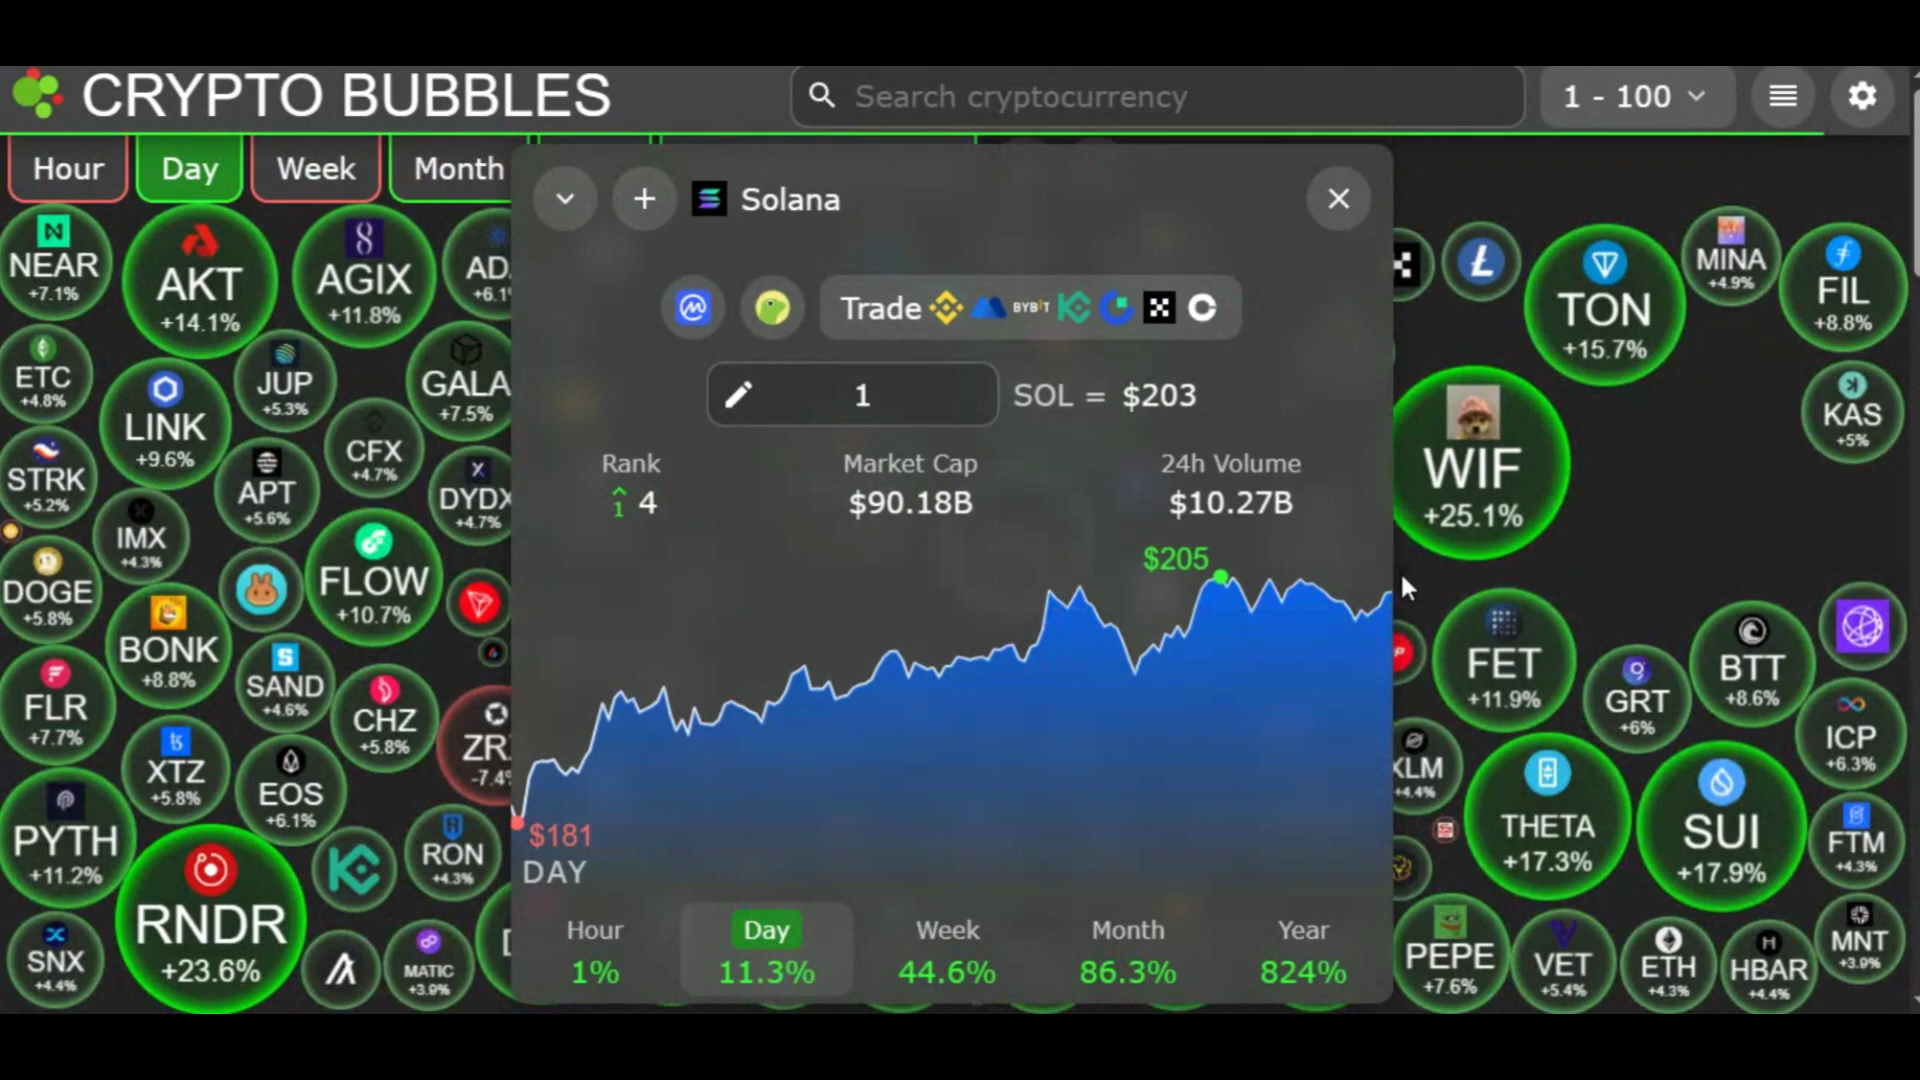 CRYPTO BUBBLES
Search cryptocurrency
1 - 100
Hour
Day
Week
Month
Solana
Trade
BYBIT
1
SOL = $203
Rank
Market Cap
24h Volume
1 4
$90.18B
$10.27B
$205
$181
DAY
Hour
Day
Week
Month
Year
1%
11.3%
44.6%
86.3%
824%
NEAR
+7.1%
AKT
+14.1%
AGIX
+11.8%
ETC
+4.8%
JUP
+5.3%
GALA
+7.5%
LINK
+9.6%
CFX
+4.7%
STRK
+5.2%
APT
+5.6%
DYDX
+4.7%
IMX
+4.3%
DOGE
+5.8%
FLOW
+10.7%
BONK
+8.8%
SAND
+4.6%
FLR
+7.7%
CHZ
+5.8%
XTZ
+5.8%
EOS
+6.1%
PYTH
+11.2%
RON
+4.3%
RNDR
+23.6%
SNX
+4.4%
MATIC
+3.9%
TON
+15.7%
MINA
+4.9%
FIL
+8.8%
KAS
+5%
WIF
+25.1%
FET
+11.9%
GRT
+6%
BTT
+8.6%
ICP
+6.3%
XLM
+4.4%
THETA
+17.3%
SUI
+17.9%
FTM
+4.3%
PEPE
+7.6%
VET
+5.4%
ETH
+4.3%
HBAR
+4.4%
MNT
+3.9%